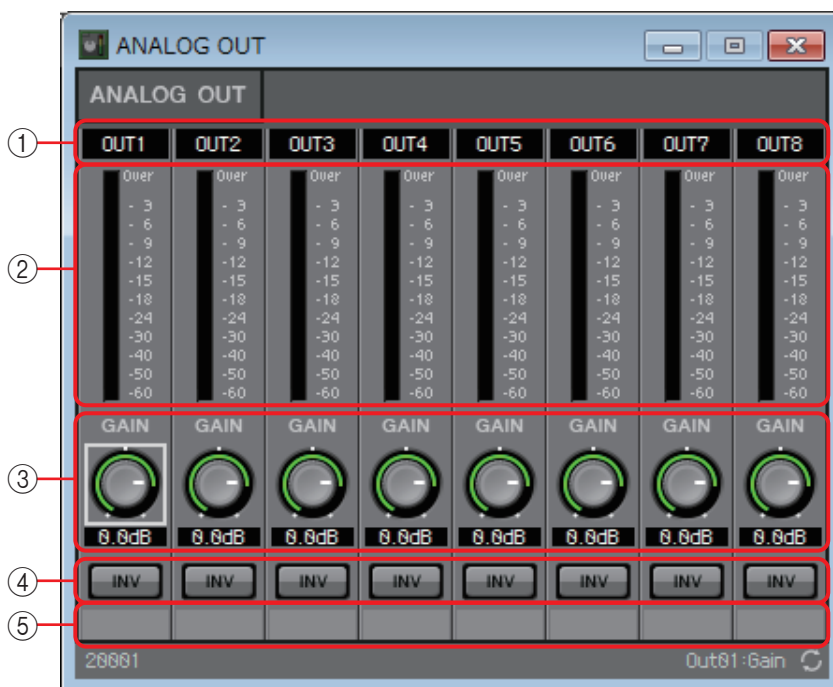 ANALOG OUT
ANALOG OUT
① OUT1 OUT2 OUT3 OUT4 OUT5 OUT6 OUT7 OUT8
Over Over Over Over Over Over Over Over
- 3 - 3 - 3 - 3 - 3 - 3 - 3 - 3
- 6 - 6 - 6 - 6 - 6 - 6 - 6 - 6
- 9 - 9 - 9 - 9 - 9 - 9 - 9 - 9
② -12 -12 -12 -12 -12 -12 -12 -12
-15 -15 -15 -15 -15 -15 -15 -15
-18 -18 -18 -18 -18 -18 -18 -18
-24 -24 -24 -24 -24 -24 -24 -24
-30 -30 -30 -30 -30 -30 -30 -30
-40 -40 -40 -40 -40 -40 -40 -40
-50 -50 -50 -50 -50 -50 -50 -50
-60 -60 -60 -60 -60 -60 -60 -60
GAIN GAIN GAIN GAIN GAIN GAIN GAIN GAIN
③
0.0dB 0.0dB 0.0dB 0.0dB 0.0dB 0.0dB 0.0dB 0.0dB
④ INV INV INV INV INV INV INV INV
⑤
20001 Out01:Gain